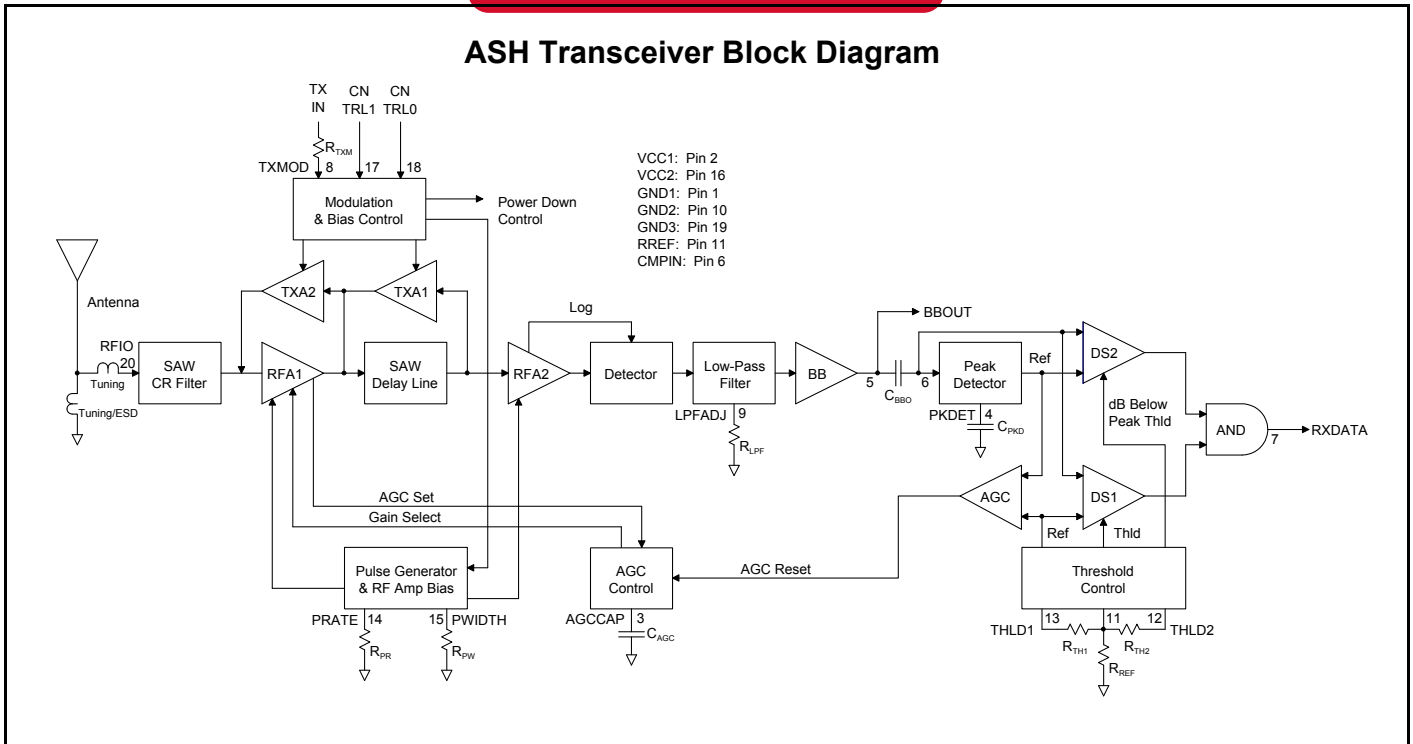 ASH Transceiver Block Diagram
TX
IN
CN
TRL1
CN
TRL0
RTXM
TXMOD
8
17
18
Modulation
& Bias Control
Power Down
Control
VCC1: Pin 2
VCC2: Pin 16
GND1: Pin 1
GND2: Pin 10
GND3: Pin 19
RREF: Pin 11
CMPIN: Pin 6
Antenna
TXA2
TXA1
Log
BBOUT
RFIO
20
Tuning
Tuning/ESD
SAW
CR Filter
RFA1
SAW
Delay Line
RFA2
Detector
Low-Pass
Filter
LPFADJ
9
RLPF
BB
5
CBBO
6
Peak
Detector
Ref
PKDET
4
CPKD
DS2
dB Below
Peak Thld
AND
7
RXDATA
AGC Set
Gain Select
AGC
DS1
Ref
Thld
Pulse Generator
& RF Amp Bias
AGC
Control
AGC Reset
Threshold
Control
PRATE
14
15
PWIDTH
RPR
RPW
AGCCAP
3
CAGC
THLD1
13
11
12
THLD2
RTH1
RTH2
RREF